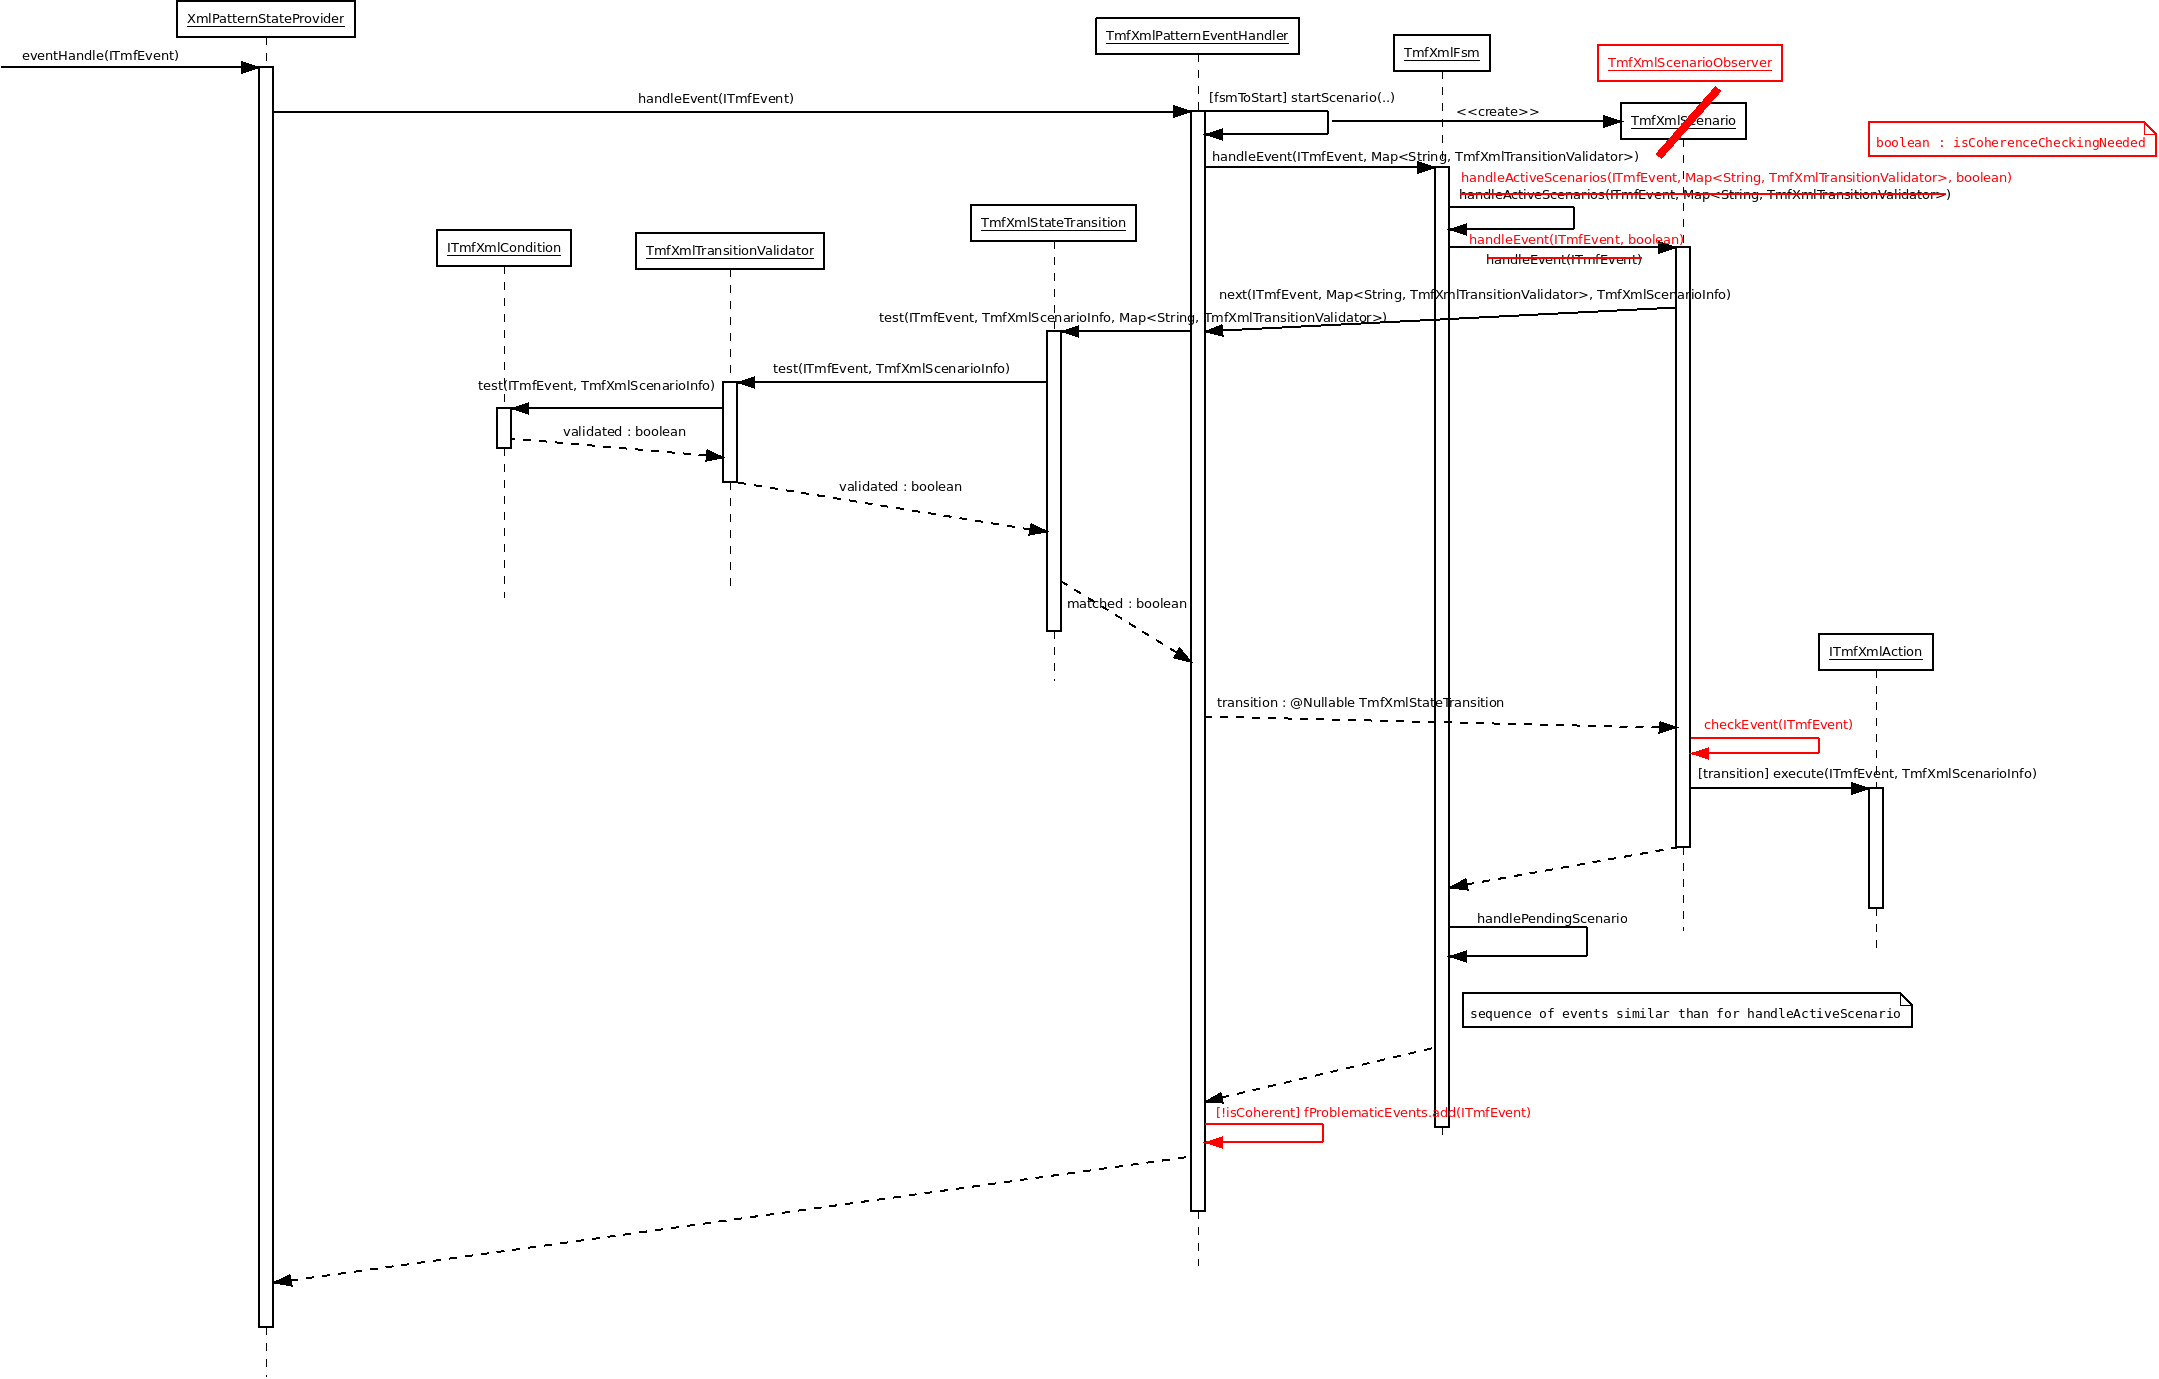 XmlPatternStateProvider
TmfXmlPatternEventHandler
TmfXmlFsm
eventHandle(ITmfEvent)
TmfXmlScenarioObserver
handleEvent(ITmfEvent)
[fsmToStart] startScenario(..)
<<create>>
TmfXmlScenario
boolean : isCoherenceCheckingNeeded
handleEvent(ITmfEvent, Map<String, TmfXmlTransitionValidator>)
handleActiveScenarios(ITmfEvent, Map<String, TmfXmlTransitionValidator>, boolean)
handleActiveScenarios(ITmfEvent, Map<String, TmfXmlTransitionValidator>)
TmfXmlStateTransition
ITmfXmlCondition
TmfXmlTransitionValidator
handleEvent(ITmfEvent, boolean)
handleEvent(ITmfEvent)
next(ITmfEvent, Map<String, TmfXmlTransitionValidator>, TmfXmlScenarioInfo)
test(ITmfEvent, TmfXmlScenarioInfo, Map<String, TmfXmlTransitionValidator>)
test(ITmfEvent, TmfXmlScenarioInfo)
test(ITmfEvent, TmfXmlScenarioInfo)
validated : boolean
validated : boolean
matched : boolean
ITmfXmlAction
transition : @Nullable TmfXmlStateTransition
checkEvent(ITmfEvent)
[transition] execute(ITmfEvent, TmfXmlScenarioInfo)
handlePendingScenario
sequence of events similar than for handleActiveScenario
[!isCoherent] fProblematicEvents.add(ITmfEvent)